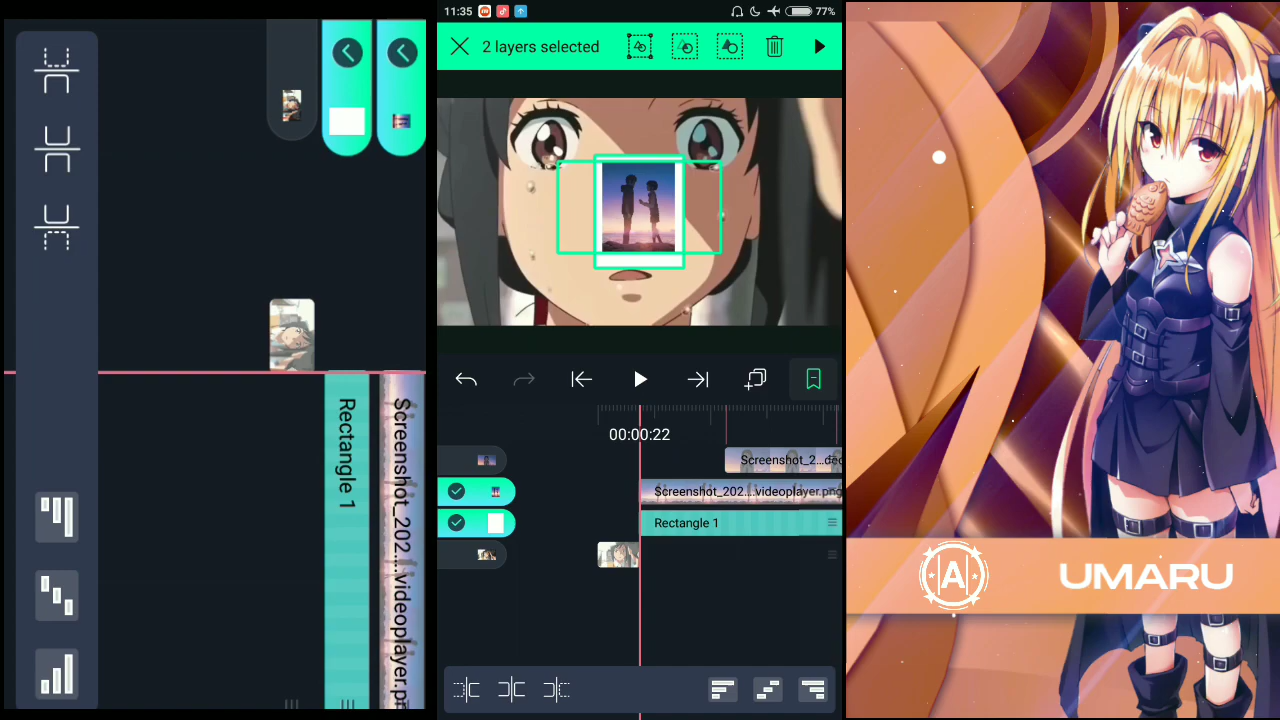 Rectangle 1
Screenshot_202....videoplayer.pn
11:35
77%
2 layers selected
00:00:22
Screenshot_2...dec
Screenshot_202....videoplayer.png
Rectangle 1
A
UMARU